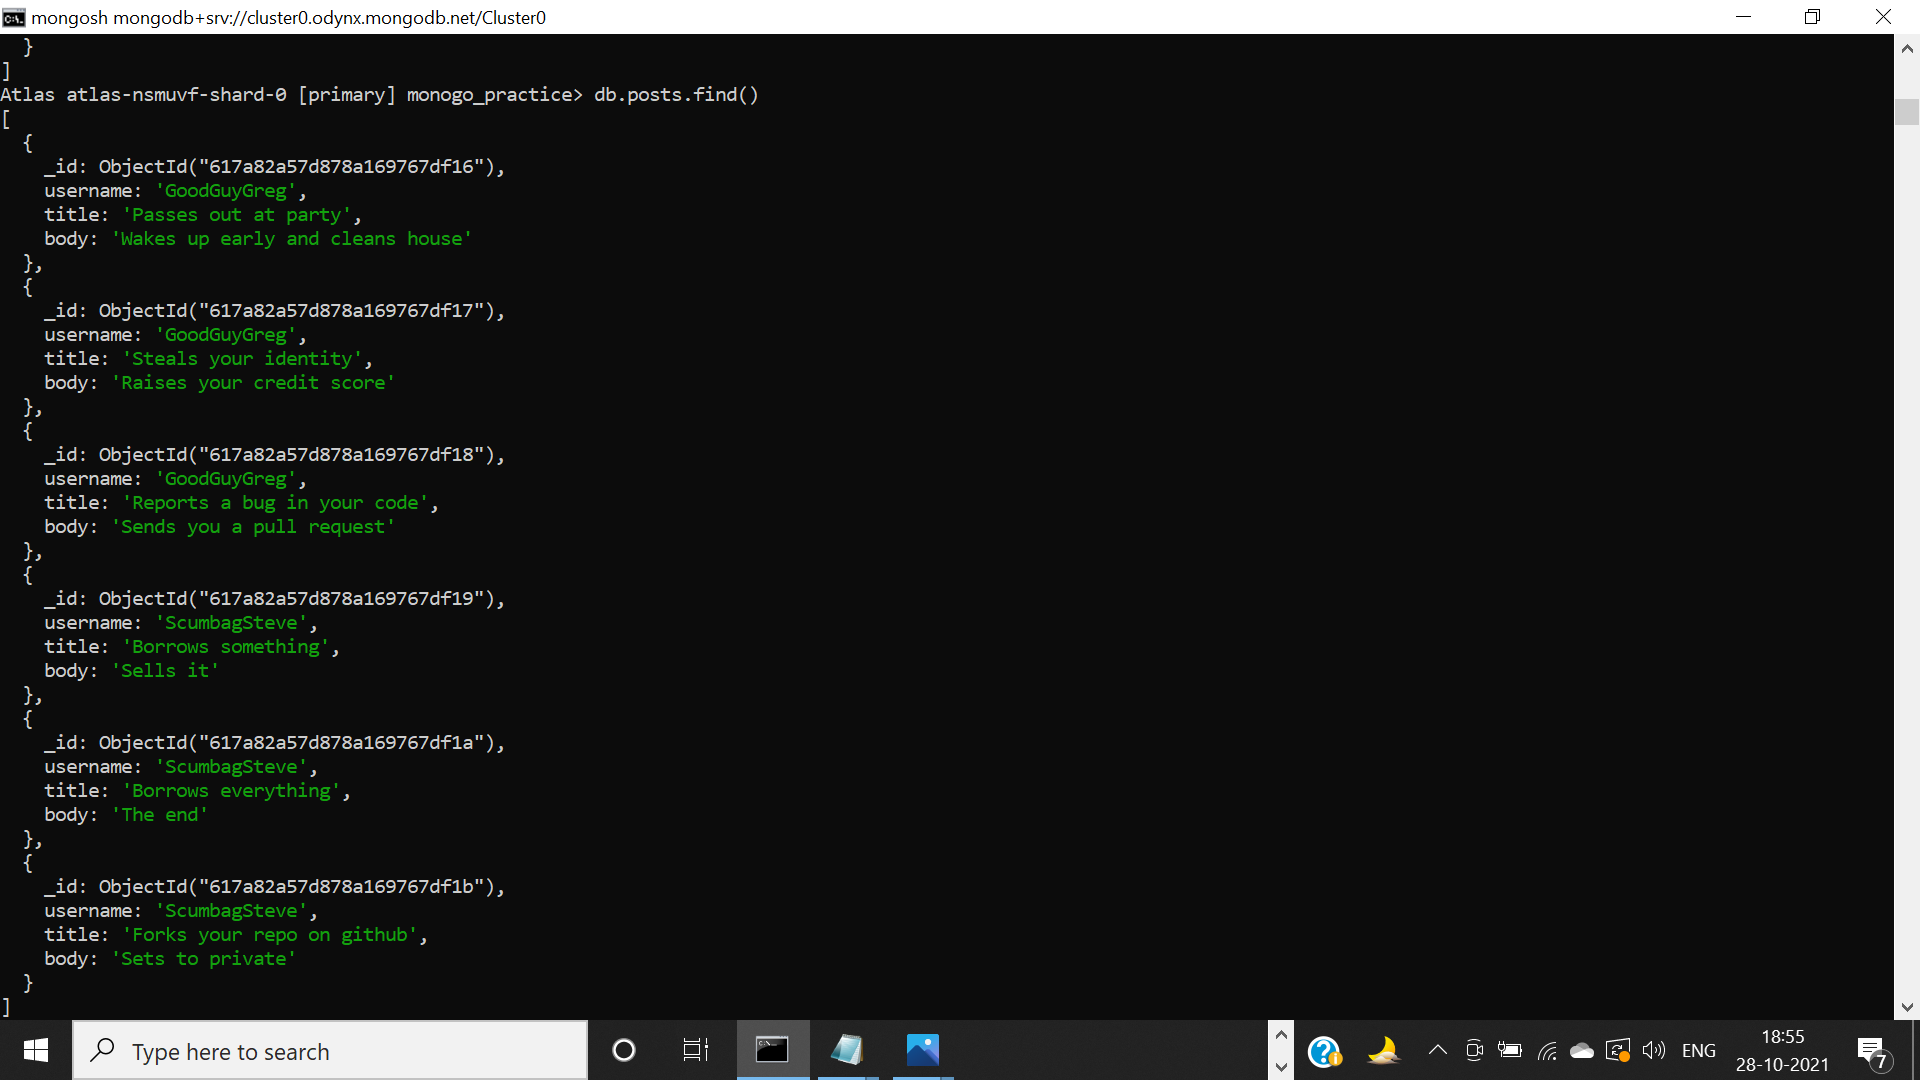 mongosh mongodb+srv://cluster0.odynx.mongodb.net/Cluster0
  }
]
Atlas atlas-nsmuvf-shard-0 [primary] monogo_practice> db.posts.find()
[
  {
    _id: ObjectId("617a82a57d878a169767df16"),
    username: 'GoodGuyGreg',
    title: 'Passes out at party',
    body: 'Wakes up early and cleans house'
  },
  {
    _id: ObjectId("617a82a57d878a169767df17"),
    username: 'GoodGuyGreg',
    title: 'Steals your identity',
    body: 'Raises your credit score'
  },
  {
    _id: ObjectId("617a82a57d878a169767df18"),
    username: 'GoodGuyGreg',
    title: 'Reports a bug in your code',
    body: 'Sends you a pull request'
  },
  {
    _id: ObjectId("617a82a57d878a169767df19"),
    username: 'ScumbagSteve',
    title: 'Borrows something',
    body: 'Sells it'
  },
  {
    _id: ObjectId("617a82a57d878a169767df1a"),
    username: 'ScumbagSteve',
    title: 'Borrows everything',
    body: 'The end'
  },
  {
    _id: ObjectId("617a82a57d878a169767df1b"),
    username: 'ScumbagSteve',
    title: 'Forks your repo on github',
    body: 'Sets to private'
  }
]
Type here to search
ENG
18:55
28-10-2021
7